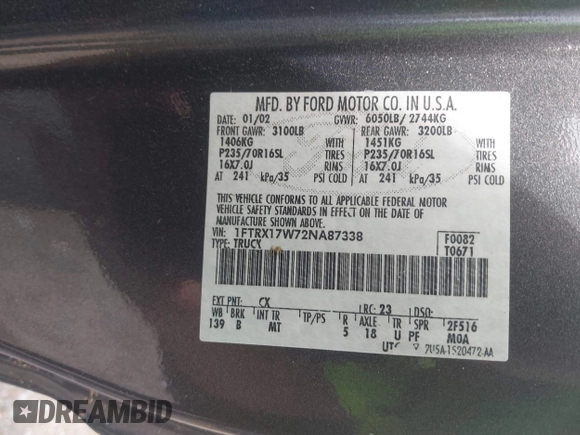 MFD. BY FORD MOTOR CO. IN U.S.A.
DATE: 01/02 GVWR: 6050LB/ 2744KG
FRONT GAWR: 3100LB REAR GAWR: 3200LB
1406KG WITH 1451KG WITH
P235/70R16SL TIRES P235/70R16SL TIRES
16X7.0J RIMS 16X7.0J RIMS
AT 241 kPa/35 PSI COLD AT 241 kPa/35 PSI COLD
THIS VEHICLE CONFORMS TO ALL APPLICABLE FEDERAL MOTOR
VEHICLE SAFETY STANDARDS IN EFFECT ON THE DATE OF
MANUFACTURE SHOWN ABOVE.
VIN: 1FTRX17W72NA87338 F0082
TYPE: TRUCK T0671
EXT PNT: CX RC: 23 DSO:
WB BRK INT TR TP/PS R AXLE TR SPR 2F516
139 B MT 5 18 U PF M0A
UTC 2U5A-1520472-AA
DREAMBID